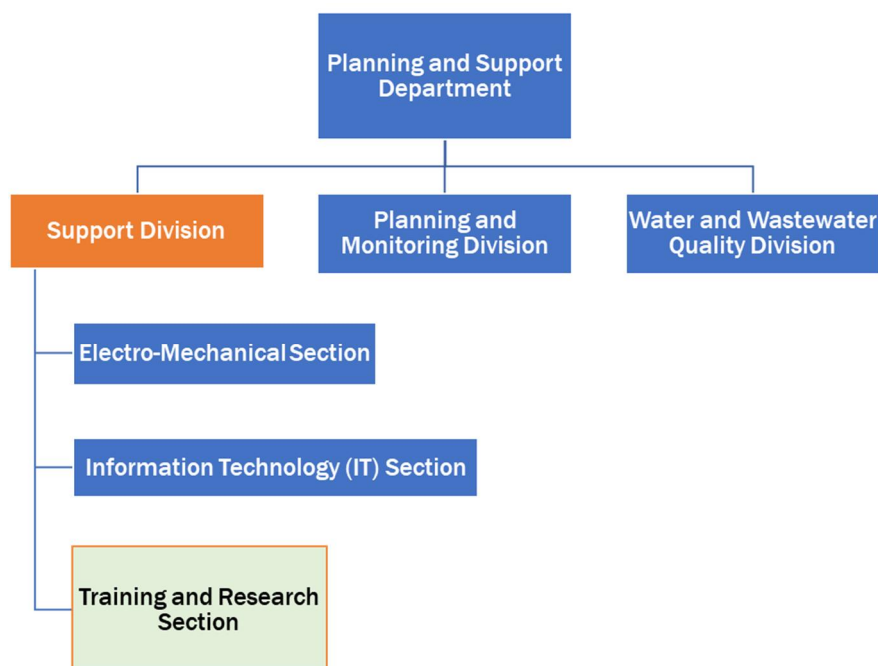 Planning and Support
Department
Support Division
Planning and
Monitoring Division
Water and Wastewater
Quality Division
Electro-Mechanical Section
Information Technology (IT) Section
Training and Research
Section